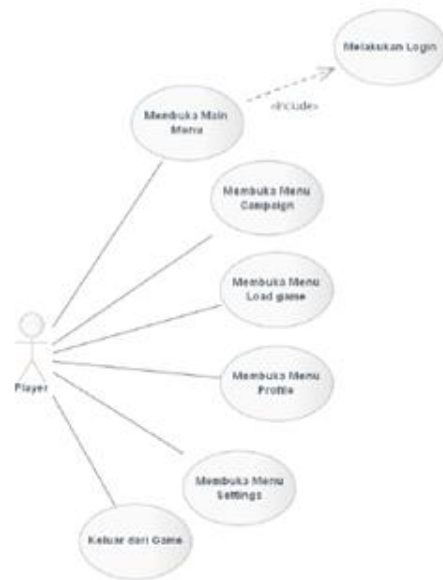 Melakukan Login
«include»
Membuka Main
Menu
Membuka Menu
Campaign
Membuka Menu
Load game
Player
Membuka Menu
Profile
Membuka Menu
Settings
Keluar dari Game